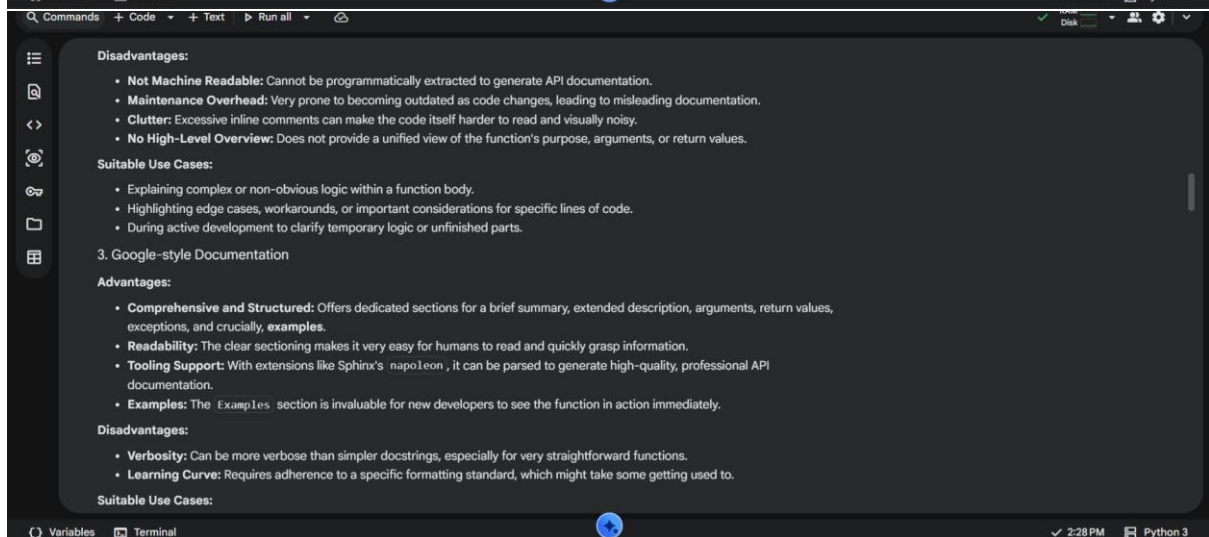 Commands + Code + Text Run all
Disk
Disadvantages:
• Not Machine Readable: Cannot be programmatically extracted to generate API documentation.
• Maintenance Overhead: Very prone to becoming outdated as code changes, leading to misleading documentation.
• Clutter: Excessive inline comments can make the code itself harder to read and visually noisy.
• No High-Level Overview: Does not provide a unified view of the function's purpose, arguments, or return values.
Suitable Use Cases:
• Explaining complex or non-obvious logic within a function body.
• Highlighting edge cases, workarounds, or important considerations for specific lines of code.
• During active development to clarify temporary logic or unfinished parts.
3. Google-style Documentation
Advantages:
• Comprehensive and Structured: Offers dedicated sections for a brief summary, extended description, arguments, return values,
exceptions, and crucially, examples.
• Readability: The clear sectioning makes it very easy for humans to read and quickly grasp information.
• Tooling Support: With extensions like Sphinx's napoleon, it can be parsed to generate high-quality, professional API
documentation.
• Examples: The Examples section is invaluable for new developers to see the function in action immediately.
Disadvantages:
• Verbosity: Can be more verbose than simpler docstrings, especially for very straightforward functions.
• Learning Curve: Requires adherence to a specific formatting standard, which might take some getting used to.
Suitable Use Cases:
{} Variables Terminal 2:28 PM Python 3